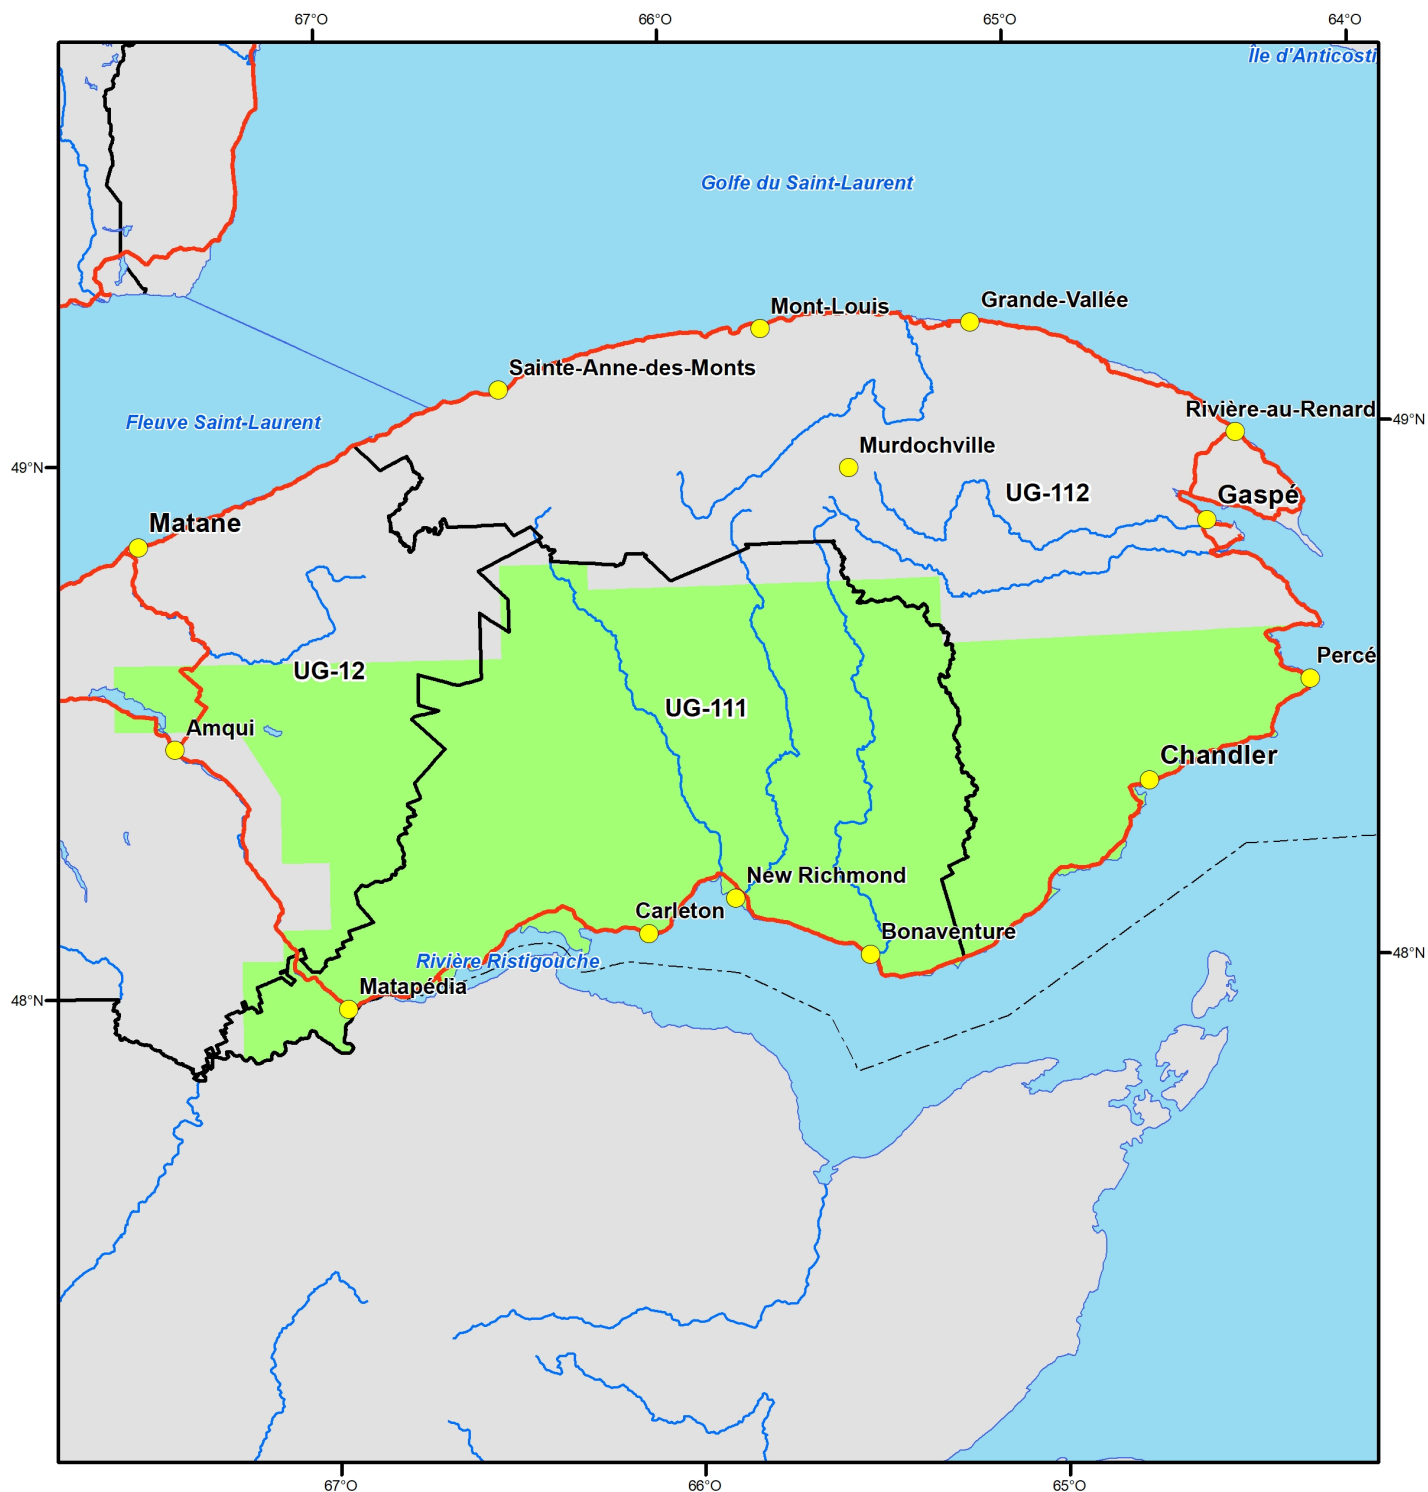 67°O
66°O
65°O
64°O
Île d'Anticosti
Golfe du Saint-Laurent
Grande-Vallée
Mont-Louis
Sainte-Anne-des-Monts
Rivière-au-Renard
49°N
Fleuve Saint-Laurent
Murdochville
49°N
UG-112
Gaspé
Matane
Percé
UG-12
UG-111
Amqui
Chandler
New Richmond
Carleton
Bonaventure
48°N
Rivière Ristigouche
Matapédia
48°N
67°O
66°O
65°O